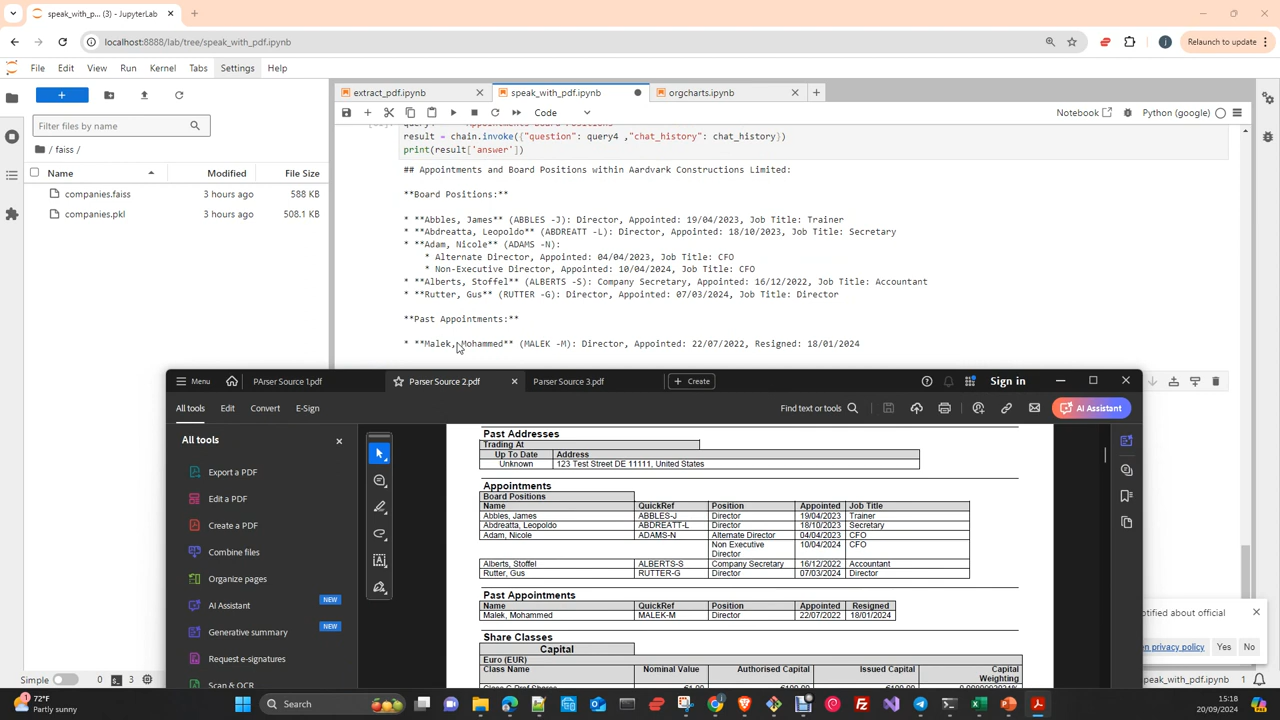 speak_with_p... (3) - JupyterLab
localhost:8888/lab/tree/speak_with_pdf.ipynb
Relaunch to update
File Edit View Run Kernel Tabs Settings Help
extract_pdf.ipynb
speak_with_pdf.ipynb
orgcharts.ipynb
Code
Notebook
Python (google)
Filter files by name
/ faiss /
Name Modified File Size
companies.faiss 3 hours ago 588 KB
companies.pkl 3 hours ago 508.1 KB
result = chain.invoke({"question": query4 ,"chat_history": chat_history})
print(result['answer'])
## Appointments and Board Positions within Aardvark Constructions Limited:
**Board Positions:**
* **Abbles, James** (ABBLES -J): Director, Appointed: 19/04/2023, Job Title: Trainer
* **Abdreatta, Leopoldo** (ABDREATT -L): Director, Appointed: 18/10/2023, Job Title: Secretary
* **Adam, Nicole** (ADAMS -N):
* Alternate Director, Appointed: 04/04/2023, Job Title: CFO
* Non-Executive Director, Appointed: 10/04/2024, Job Title: CFO
* **Alberts, Stoffel** (ALBERTS -S): Company Secretary, Appointed: 16/12/2022, Job Title: Accountant
* **Rutter, Gus** (RUTTER -G): Director, Appointed: 07/03/2024, Job Title: Director
**Past Appointments:**
* **Malek, Mohammed** (MALEK -M): Director, Appointed: 22/07/2022, Resigned: 18/01/2024
Menu
PArser Source 1.pdf
Parser Source 2.pdf
Parser Source 3.pdf
Create
Sign in
All tools Edit Convert E-Sign
Find text or tools
AI Assistant
All tools
Export a PDF
Edit a PDF
Create a PDF
Combine files
Organize pages
AI Assistant NEW
Generative summary NEW
Request e-signatures
Scan & OCR
Past Addresses
Trading At
Up To Date Address
Unknown 123 Test Street DE 11111, United States
Appointments
Board Positions
Name QuickRef Position Appointed Job Title
Abbles, James ABBLES-J Director 19/04/2023 Trainer
Abdreatta, Leopoldo ABDREATT-L Director 18/10/2023 Secretary
Adam, Nicole ADAMS-N Alternate Director 04/04/2023 CFO
Non Executive 10/04/2024 CFO
Director
Alberts, Stoffel ALBERTS-S Company Secretary 16/12/2022 Accountant
Rutter, Gus RUTTER-G Director 07/03/2024 Director
Past Appointments
Name QuickRef Position Appointed Resigned
Malek, Mohammed MALEK-M Director 22/07/2022 18/01/2024
Share Classes
Capital
Euro (EUR)
Class Name Nominal Value Authorised Capital Issued Capital Capital
Weighting
otified about official
en privacy policy Yes No
Simple 0 3
speak_with_pdf.ipynb 1
72°F
Partly sunny
Search
15:18
20/09/2024